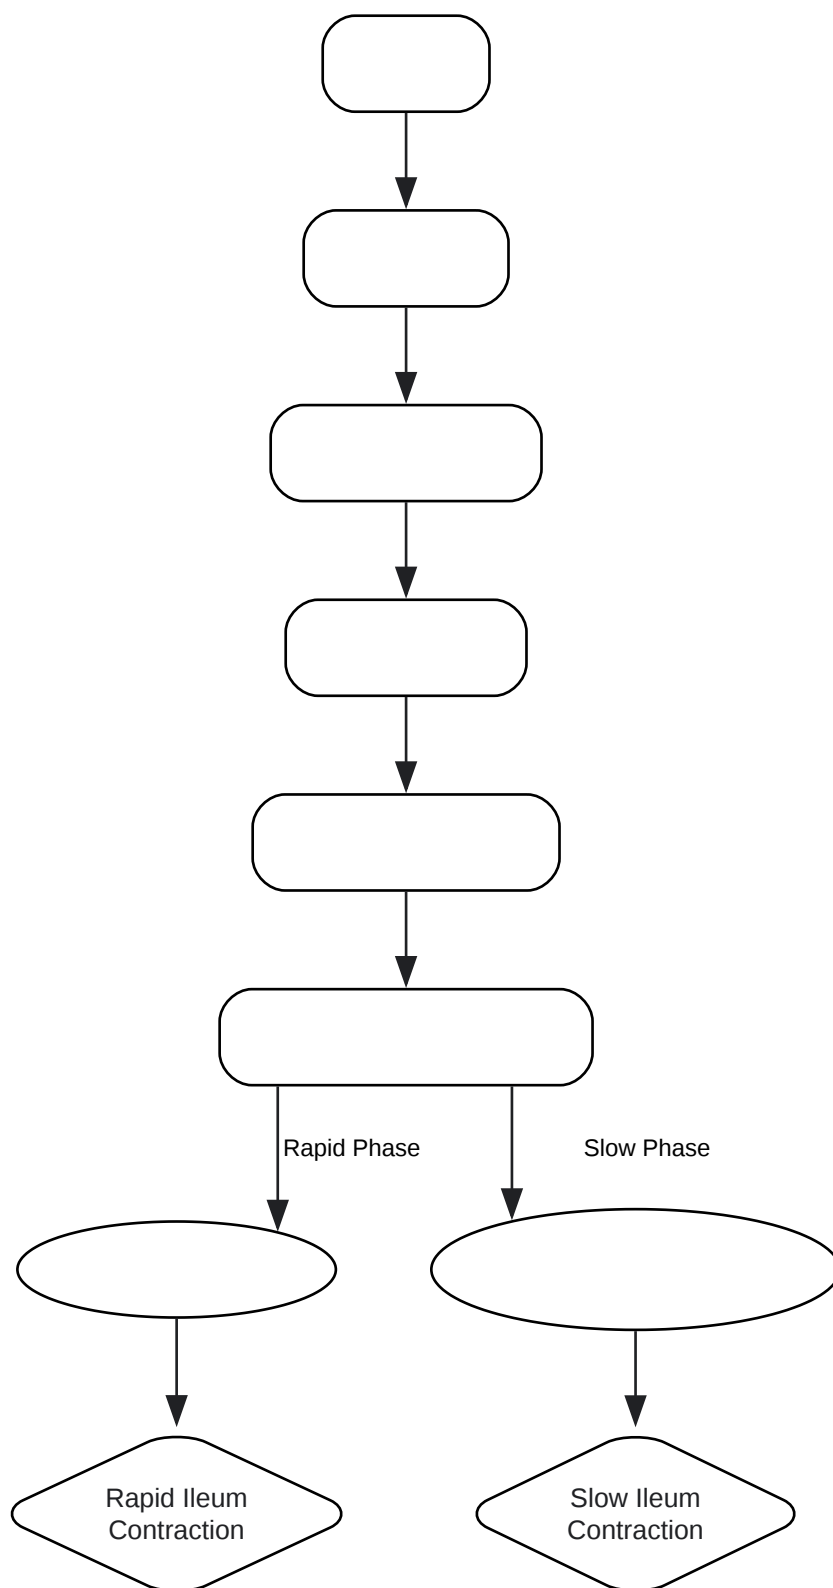 Rapid Phase
Slow Phase
Rapid Ileum
Contraction
Slow Ileum
Contraction